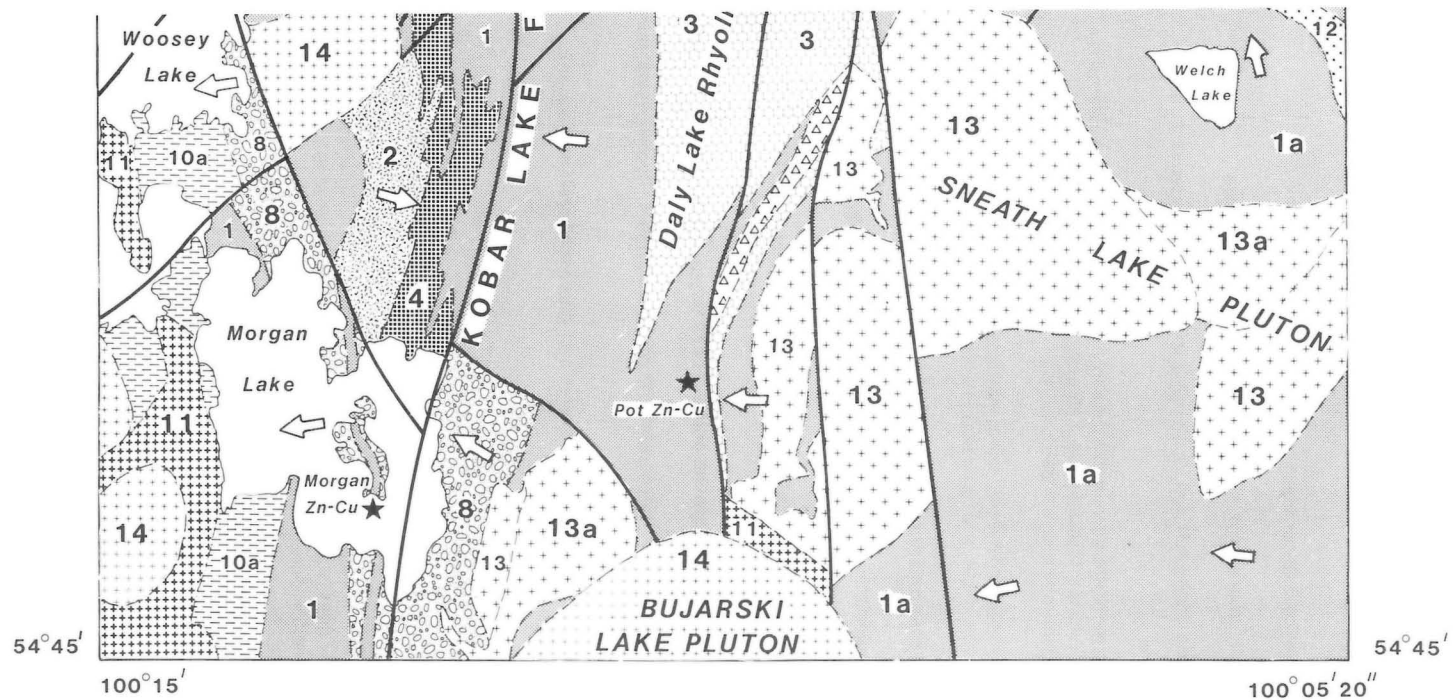 Woosey
Lake
14
1
KOBAR LAKE F
3
3
Daly Lake Rhyoli
13
SNEATH LAKE PLUTON
Welch
Lake
12
1a
11
10a
8
8
2
1
1
4
13
13a
Morgan
Lake
13
13
13
Pot Zn-Cu
11
1a
Morgan
Zn-Cu
8
14
10a
13
13a
11
14
1
1a
BUJARSKI
LAKE PLUTON
54°45'
54°45'
100°15'
100°05'20"